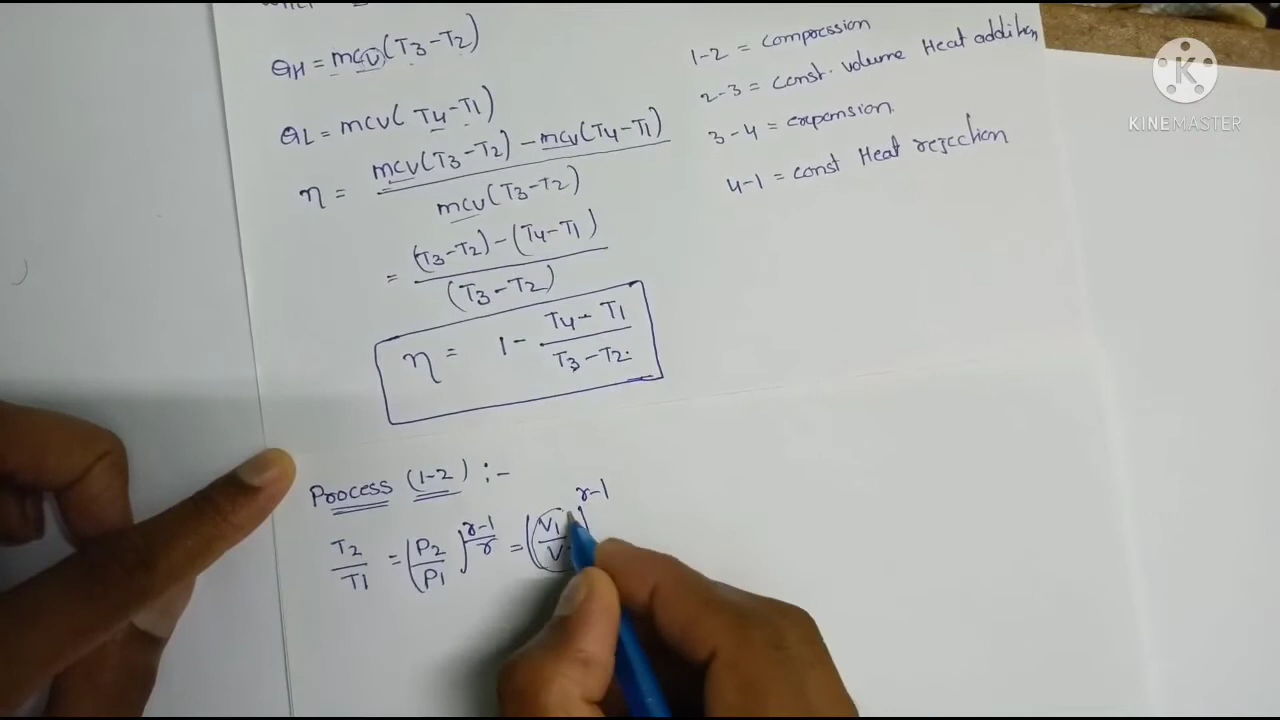 QH = mcv(T3-T2)
QL = mcv(T4-T1)
η = mcv(T3-T2) - mcv(T4-T1)
mcv(T3-T2)
= (T3-T2) - (T4-T1)
(T3-T2)
η = 1 - T4-T1
T3-T2
1-2 = compression
2-3 = const. volume Heat addition
3-4 = expansion.
4-1 = const Heat rejection
Process (1-2) :-
T2/T1 = (P2/P1)^γ-1/γ = (V1/V)^γ-1
K
KINEMASTER